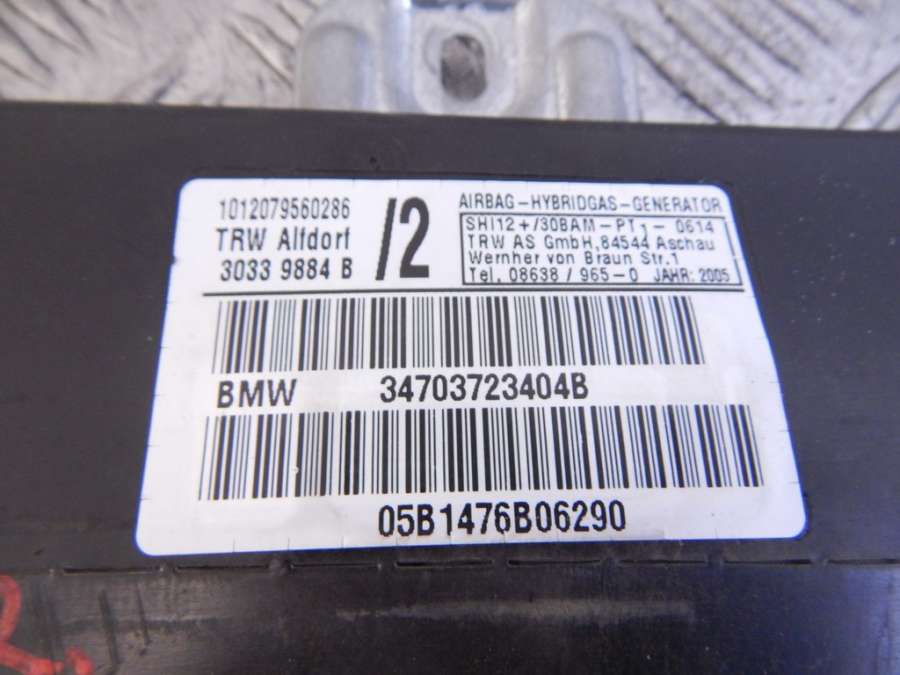 1012079560286
TRW Alfdorf
3033 9884 B
/2
AIRBAG-HYBRIDGAS-GENERATOR
SHI12+/30BAM-PT1-0614
TRW AS GmbH,84544 Aschau
Wernher von Braun Str.1
Tel. 08638/965-0 JAHR: 2005
BMW 34703723404B
05B1476B06290
R